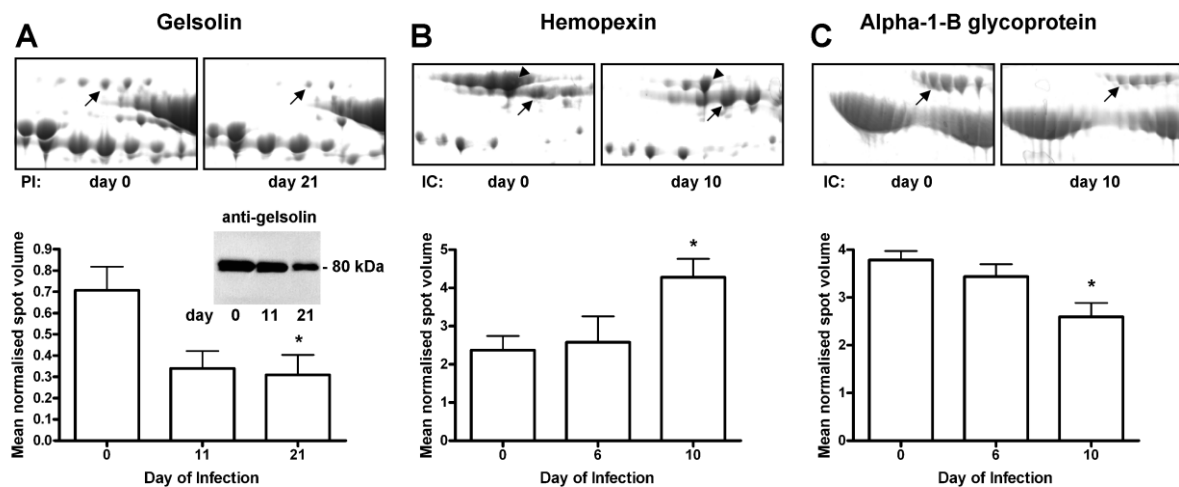 A
Gelsolin
PI: day 0 day 21
anti-gelsolin
- 80 kDa
day 0 11 21
Mean normalised spot volume
0.9
0.8
0.7
0.6
0.5
0.4
0.3
0.2
0.1
0.0
*
0 11 21
Day of Infection
B
Hemopexin
IC: day 0 day 10
Mean normalised spot volume
5
4
3
2
1
0
*
0 6 10
Day of Infection
C
Alpha-1-B glycoprotein
IC: day 0 day 10
Mean normalised spot volume
4
3
2
1
0
*
0 6 10
Day of Infection